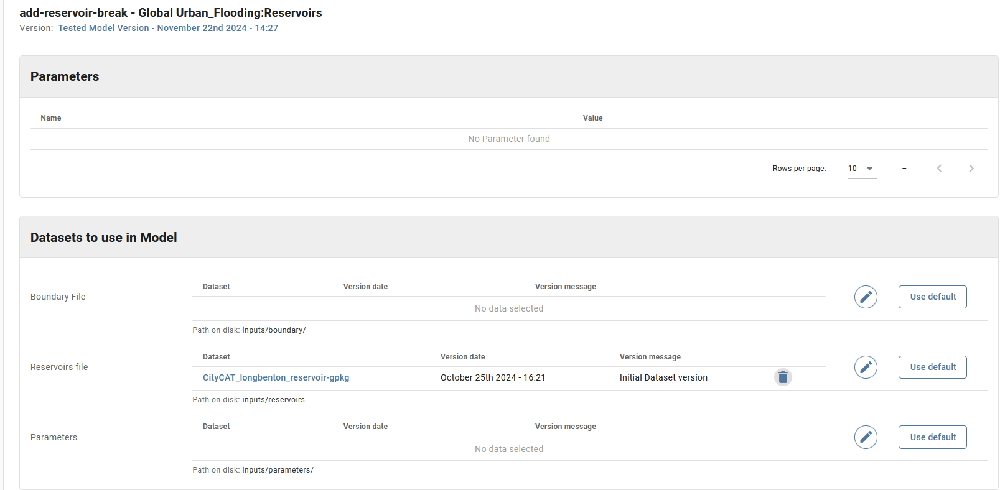 add-reservoir-break - Global Urban_Flooding:Reservoirs
Version: Tested Model Version - November 22nd 2024 - 14:27
Parameters
Name Value
No Parameter found
Rows per page: 10 –
Datasets to use in Model
Dataset Version date Version message
Boundary File Use default
No data selected
Path on disk: inputs/boundary/
Dataset Version date Version message
Reservoirs file Use default
CityCAT_longbenton_reservoir-gpkg October 25th 2024 - 16:21 Initial Dataset version
Path on disk: inputs/reservoirs
Dataset Version date Version message
Parameters Use default
No data selected
Path on disk: inputs/parameters/